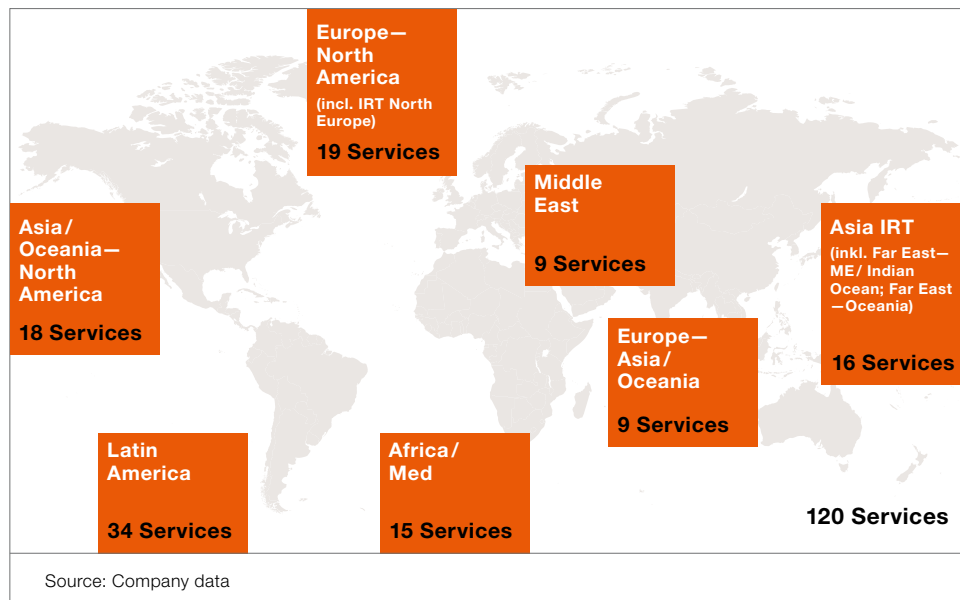 Europe—
North
America
(incl. IRT North
Europe)
19 Services
Middle
East
9 Services
Asia/
Oceania—
North
America
18 Services
Asia IRT
(inkl. Far East—
ME/ Indian
Ocean; Far East
—Oceania)
16 Services
Europe—
Asia/
Oceania
9 Services
Latin
America
34 Services
Africa/
Med
15 Services
120 Services
Source: Company data